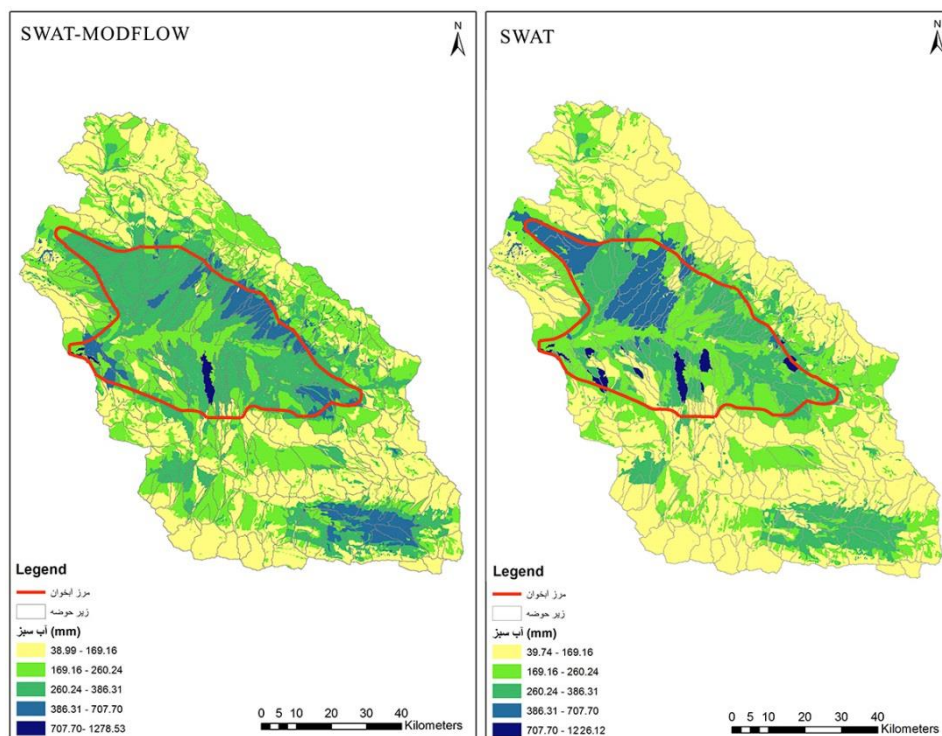 SWAT-MODFLOW
N
Legend
مرز آبخوان
زیر حوضه
آب سبز (mm)
38.99 - 169.16
169.16 - 260.24
260.24 - 386.31
386.31 - 707.70
707.70- 1278.53
0 5 10 20 30 40
Kilometers
SWAT
N
Legend
مرز آبخوان
زیر حوضه
آب سبز (mm)
39.74 - 169.16
169.16 - 260.24
260.24 - 386.31
386.31 - 707.70
707.70- 1226.12
0 5 10 20 30 40
Kilometers